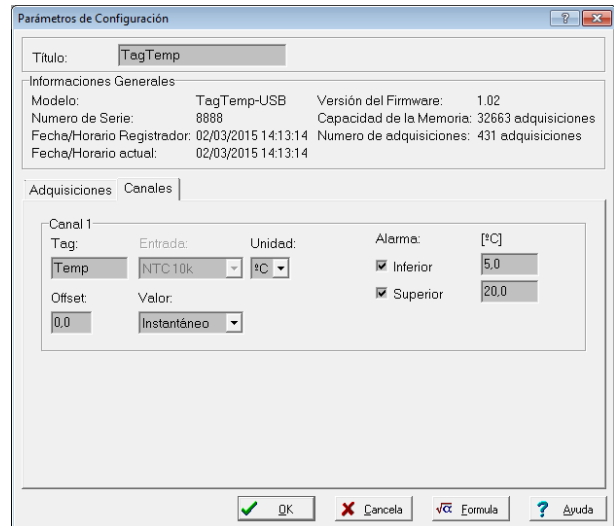 Parámetros de Configuración
Título: TagTemp
Informaciones Generales
Modelo: TagTemp-USB Versión del Firmware: 1.02
Numero de Serie: 8888 Capacidad de la Memoria: 32663 adquisiciones
Fecha/Horario Registrador: 02/03/2015 14:13:14 Numero de adquisiciones: 431 adquisiciones
Fecha/Horario actual: 02/03/2015 14:13:14
Adquisiciones Canales
Canal 1
Tag: Entrada: Unidad: Alarma: [ºC]
Temp NTC10k ºC Inferior 5,0
Offset: Valor: Superior 20,0
0,0 Instantáneo
OK Cancela √α Formula ? Ayuda